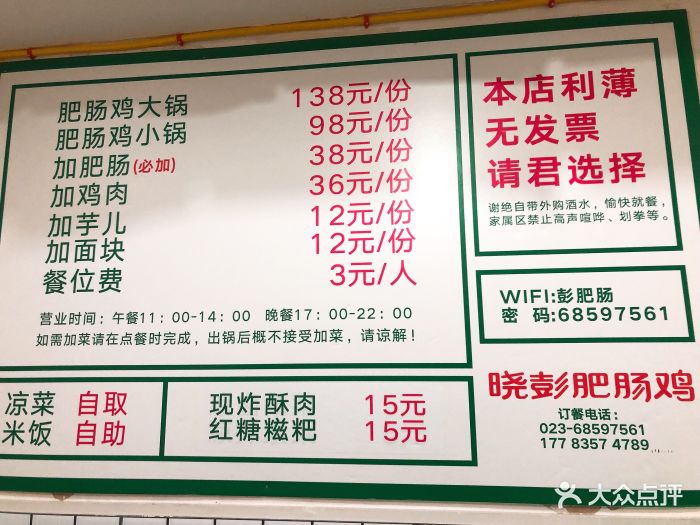 肥肠鸡大锅 138元/份
肥肠鸡小锅 98元/份
加肥肠(必加) 38元/份
加鸡肉 36元/份
加芋儿 12元/份
加面块 12元/份
餐位费 3元/人
营业时间：午餐11：00-14：00 晚餐17：00-22：00
如需加菜请在点餐时完成，出锅后概不接受加菜，请谅解！
本店利薄
无发票
请君选择
谢绝自带外购酒水，愉快就餐，
家属区禁止高声喧哗、划拳等。
WIFI:彭肥肠
密 码:68597561
凉菜 自取
米饭 自助
现炸酥肉 15元
红糖糍粑 15元
晓彭肥肠鸡
订餐电话：
023-68597561
177 8357 4789
大众点评